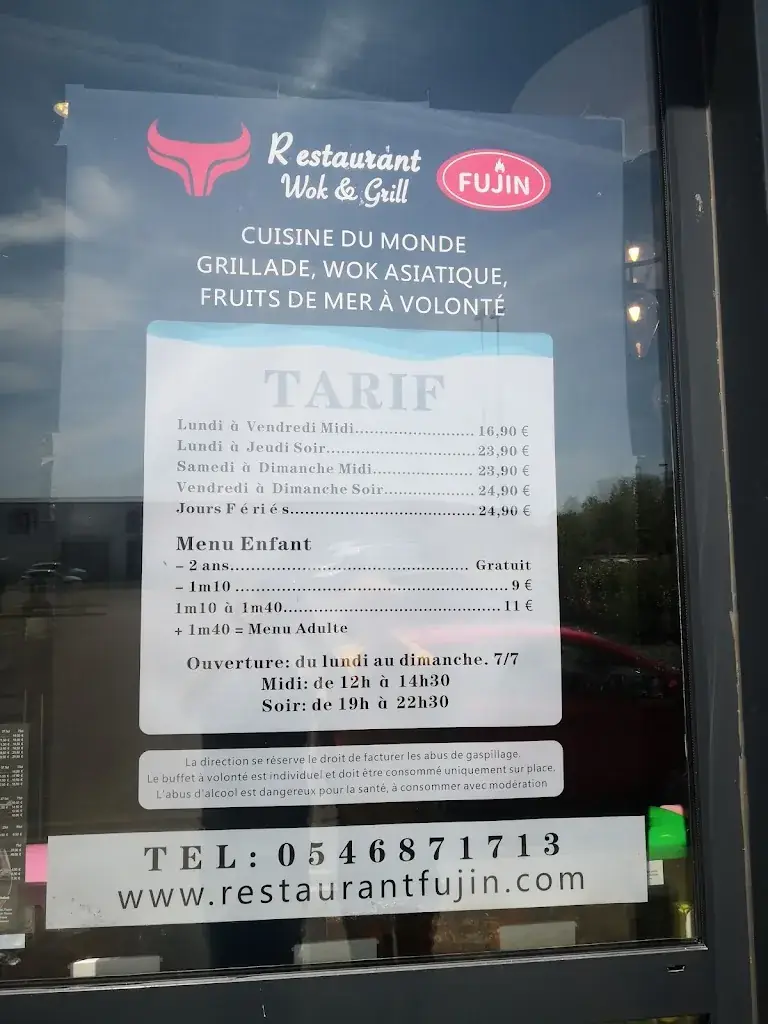 Restaurant
Wok & Grill
FUJIN
CUISINE DU MONDE
GRILLADE, WOK ASIATIQUE,
FRUITS DE MER À VOLONTÉ
TARIF
Lundi à Vendredi Midi........................ 16,90 €
Lundi à Jeudi Soir.............................. 23,90 €
Samedi à Dimanche Midi.................... 23,90 €
Vendredi à Dimanche Soir.................. 24,90 €
Jours Fériés..................................... 24,90 €
Menu Enfant
- 2 ans............................................. Gratuit
- 1m10 .................................................... 9 €
1m10 à 1m40.......................................... 11 €
+ 1m40 = Menu Adulte
Ouverture: du lundi au dimanche. 7/7
Midi: de 12h à 14h30
Soir: de 19h à 22h30
La direction se réserve le droit de facturer les abus de gaspillage.
Le buffet à volonté est individuel et doit être consommé uniquement sur place.
L'abus d'alcool est dangereux pour la santé, à consommer avec modération
TEL: 0546871713
www.restaurantfujin.com